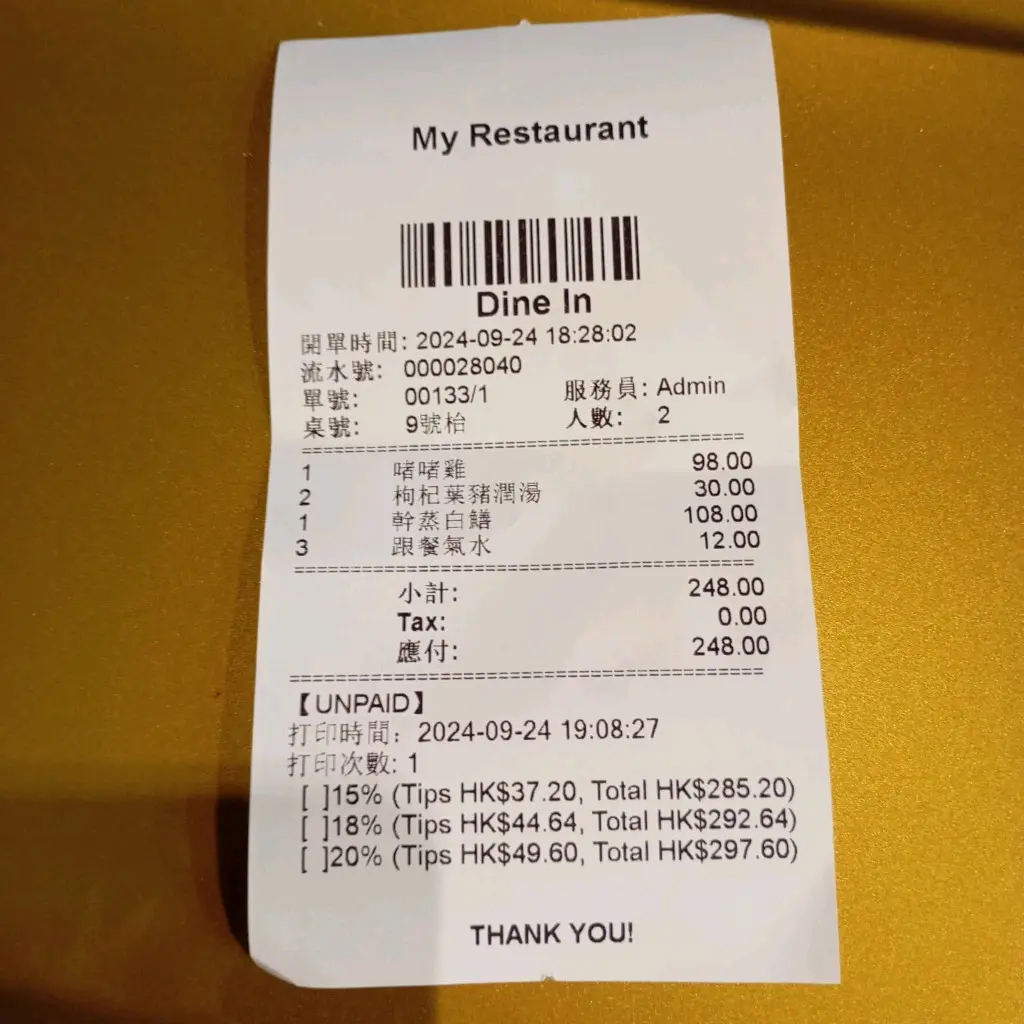 My Restaurant
Dine In
開單時間: 2024-09-24 18:28:02
流水號: 000028040
單號: 00133/1 服務員: Admin
桌號: 9號枱 人數: 2
1 啫啫雞 98.00
2 枸杞葉豬潤湯 30.00
1 幹蒸白鱔 108.00
3 跟餐氣水 12.00
小計: 248.00
Tax: 0.00
應付: 248.00
【UNPAID】
打印時間: 2024-09-24 19:08:27
打印次數: 1
[ ]15% (Tips HK$37.20, Total HK$285.20)
[ ]18% (Tips HK$44.64, Total HK$292.64)
[ ]20% (Tips HK$49.60, Total HK$297.60)
THANK YOU!